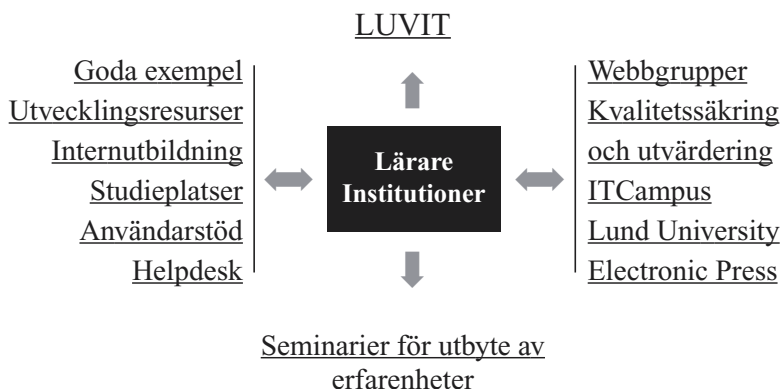 LUVIT
Goda exempel
Utvecklingsresurser
Internutbildning
Studieplatser
Användarstöd
Helpdesk
Lärare
Institutioner
Webbgrupper
Kvalitetssäkring
och utvärdering
ITCampus
Lund University
Electronic Press
Seminarier för utbyte av
erfarenheter